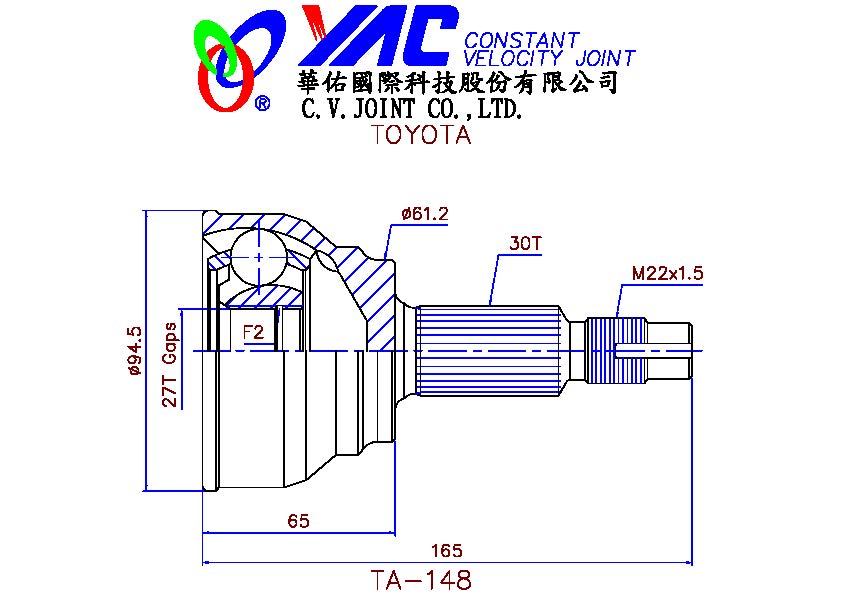 YAC CONSTANT
VELOCITY JOINT
華佑國際科技股份有限公司
®
C.V.JOINT CO.,LTD.
TOYOTA
ø61.2
30T
M22x1.5
F2
ø94.5
27T Gaps
65
165
TA-148